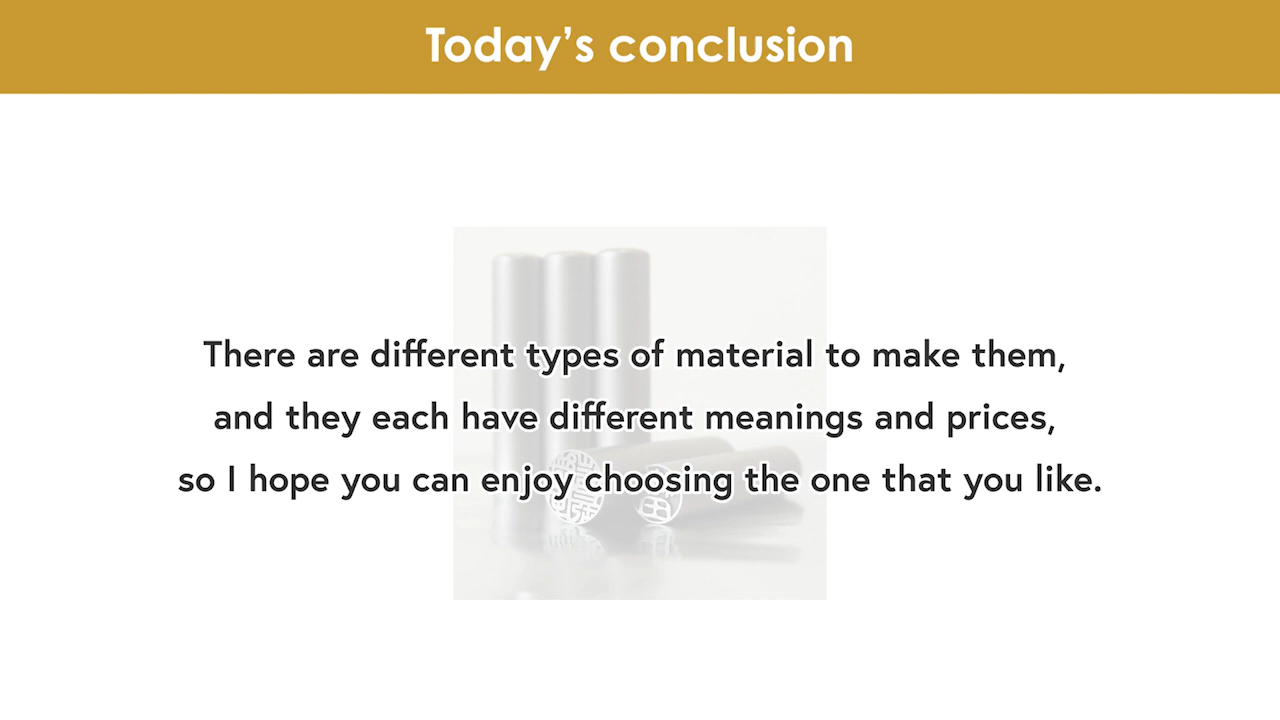 Today’s conclusion
There are different types of material to make them,
and they each have different meanings and prices,
so I hope you can enjoy choosing the one that you like.